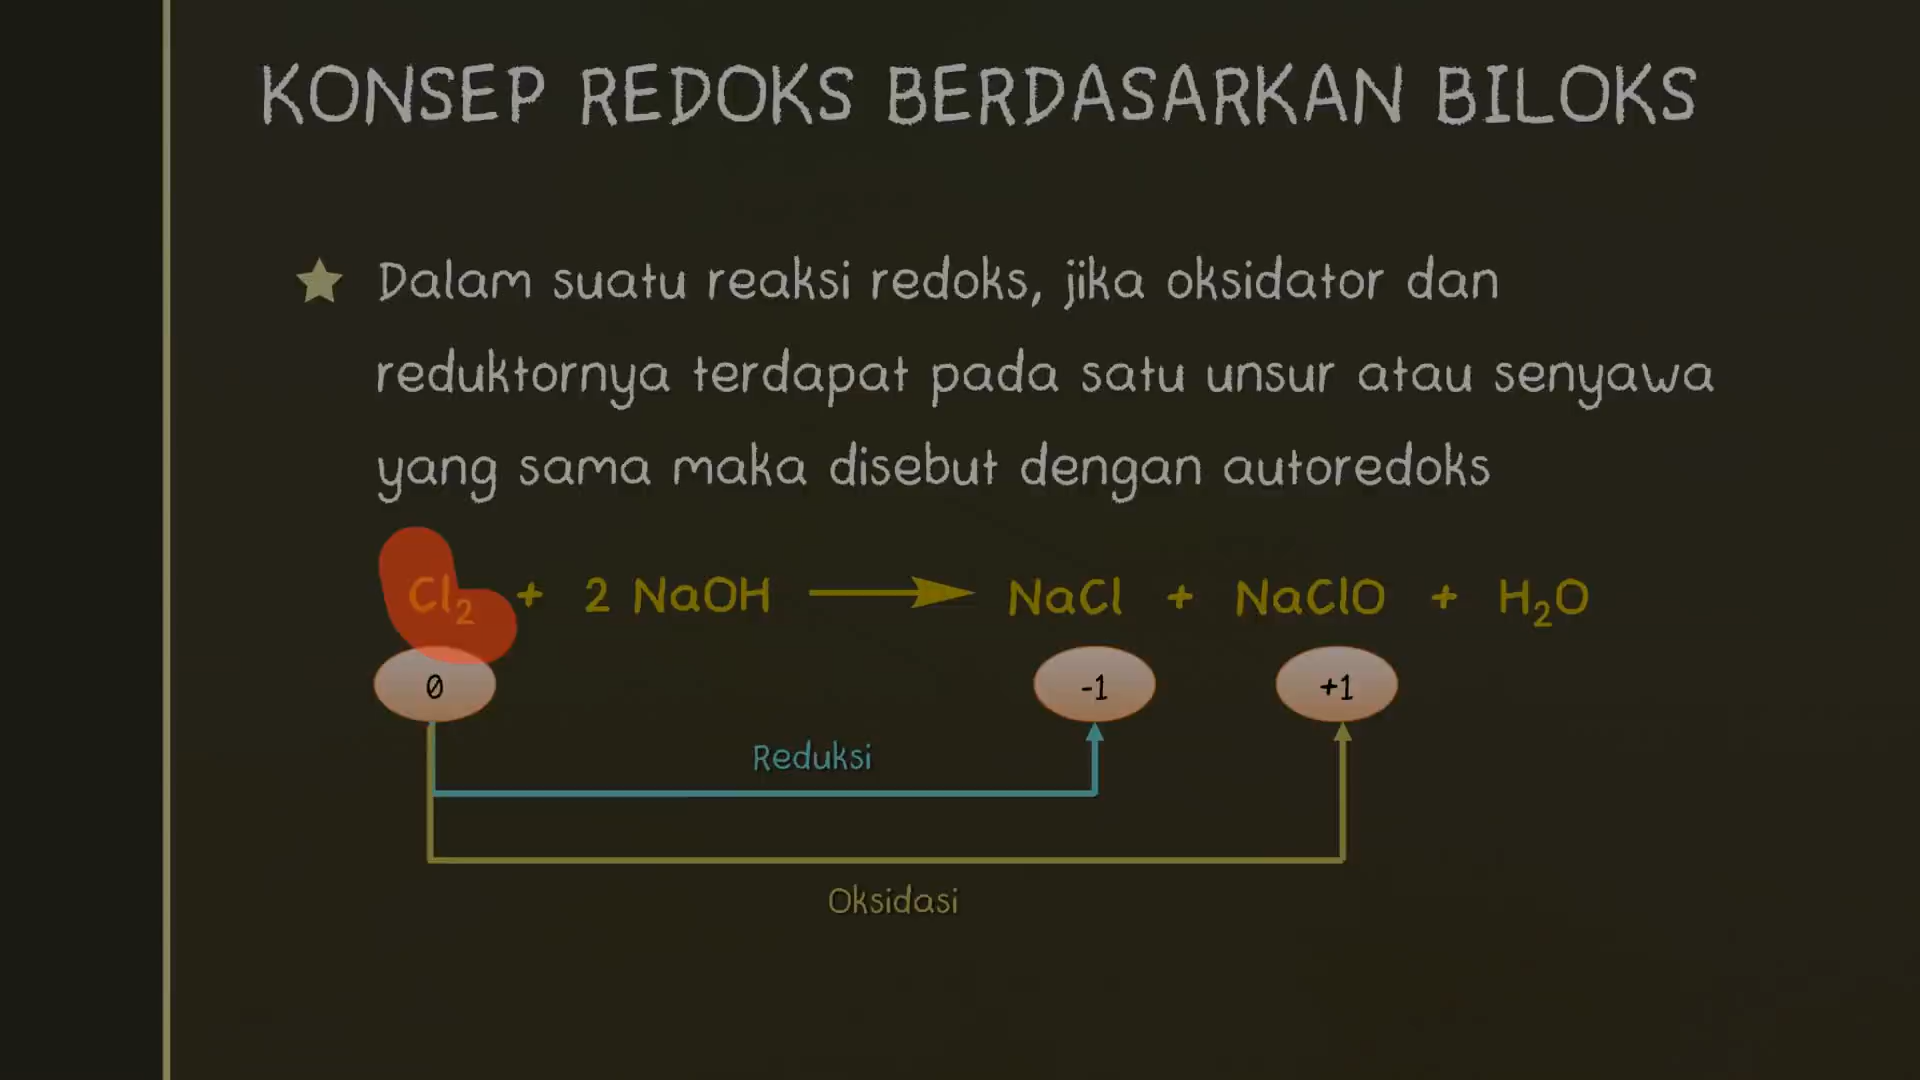 KONSEP REDOKS BERDASARKAN BILOKS
Dalam suatu reaksi redoks, jika oksidator dan
reduktornya terdapat pada satu unsur atau senyawa
yang sama maka disebut dengan autoredoks
Cl₂ + 2 NaOH → NaCl + NaClO + H₂O
0 -1 +1
Reduksi
Oksidasi